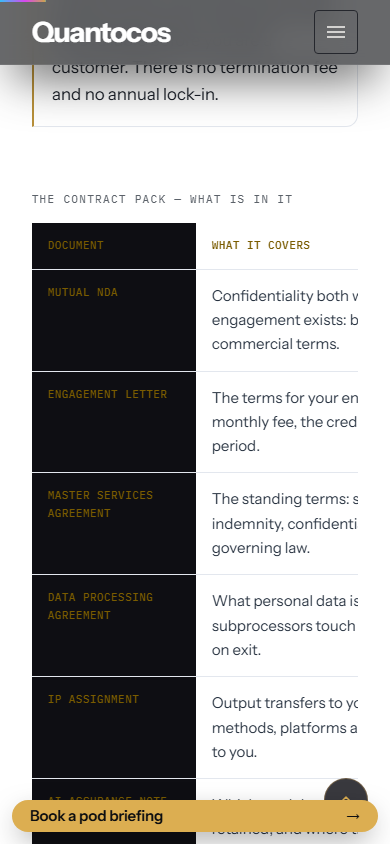 Quantocos
customer. There is no termination fee
and no annual lock-in.
THE CONTRACT PACK — WHAT IS IN IT
DOCUMENT
WHAT IT COVERS
MUTUAL NDA
Confidentiality both w
engagement exists: b
commercial terms.
ENGAGEMENT LETTER
The terms for your en
monthly fee, the cred
period.
MASTER SERVICES
AGREEMENT
The standing terms: s
indemnity, confidenti
governing law.
DATA PROCESSING
AGREEMENT
What personal data is
subprocessors touch
on exit.
IP ASSIGNMENT
Output transfers to yo
methods, platforms a
to you.
Book a pod briefing →